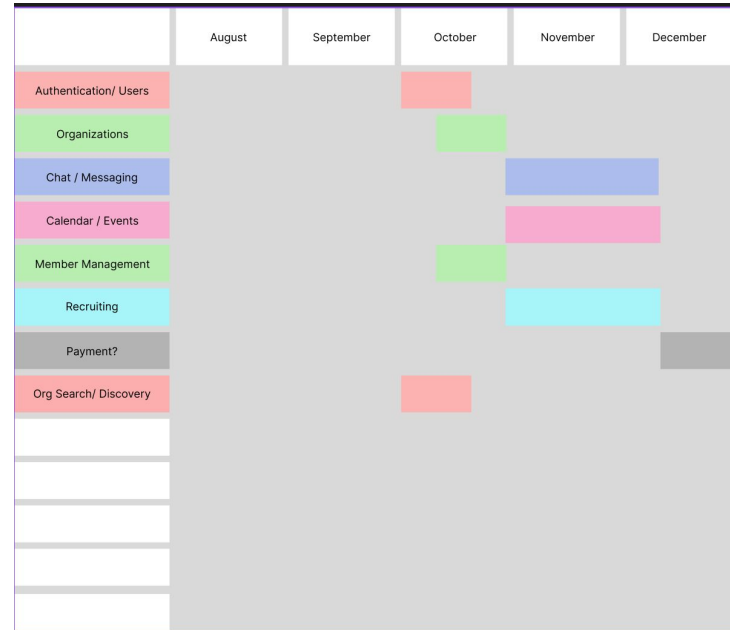 August
September
October
November
December
Authentication/ Users
Organizations
Chat / Messaging
Calendar / Events
Member Management
Recruiting
Payment?
Org Search/ Discovery